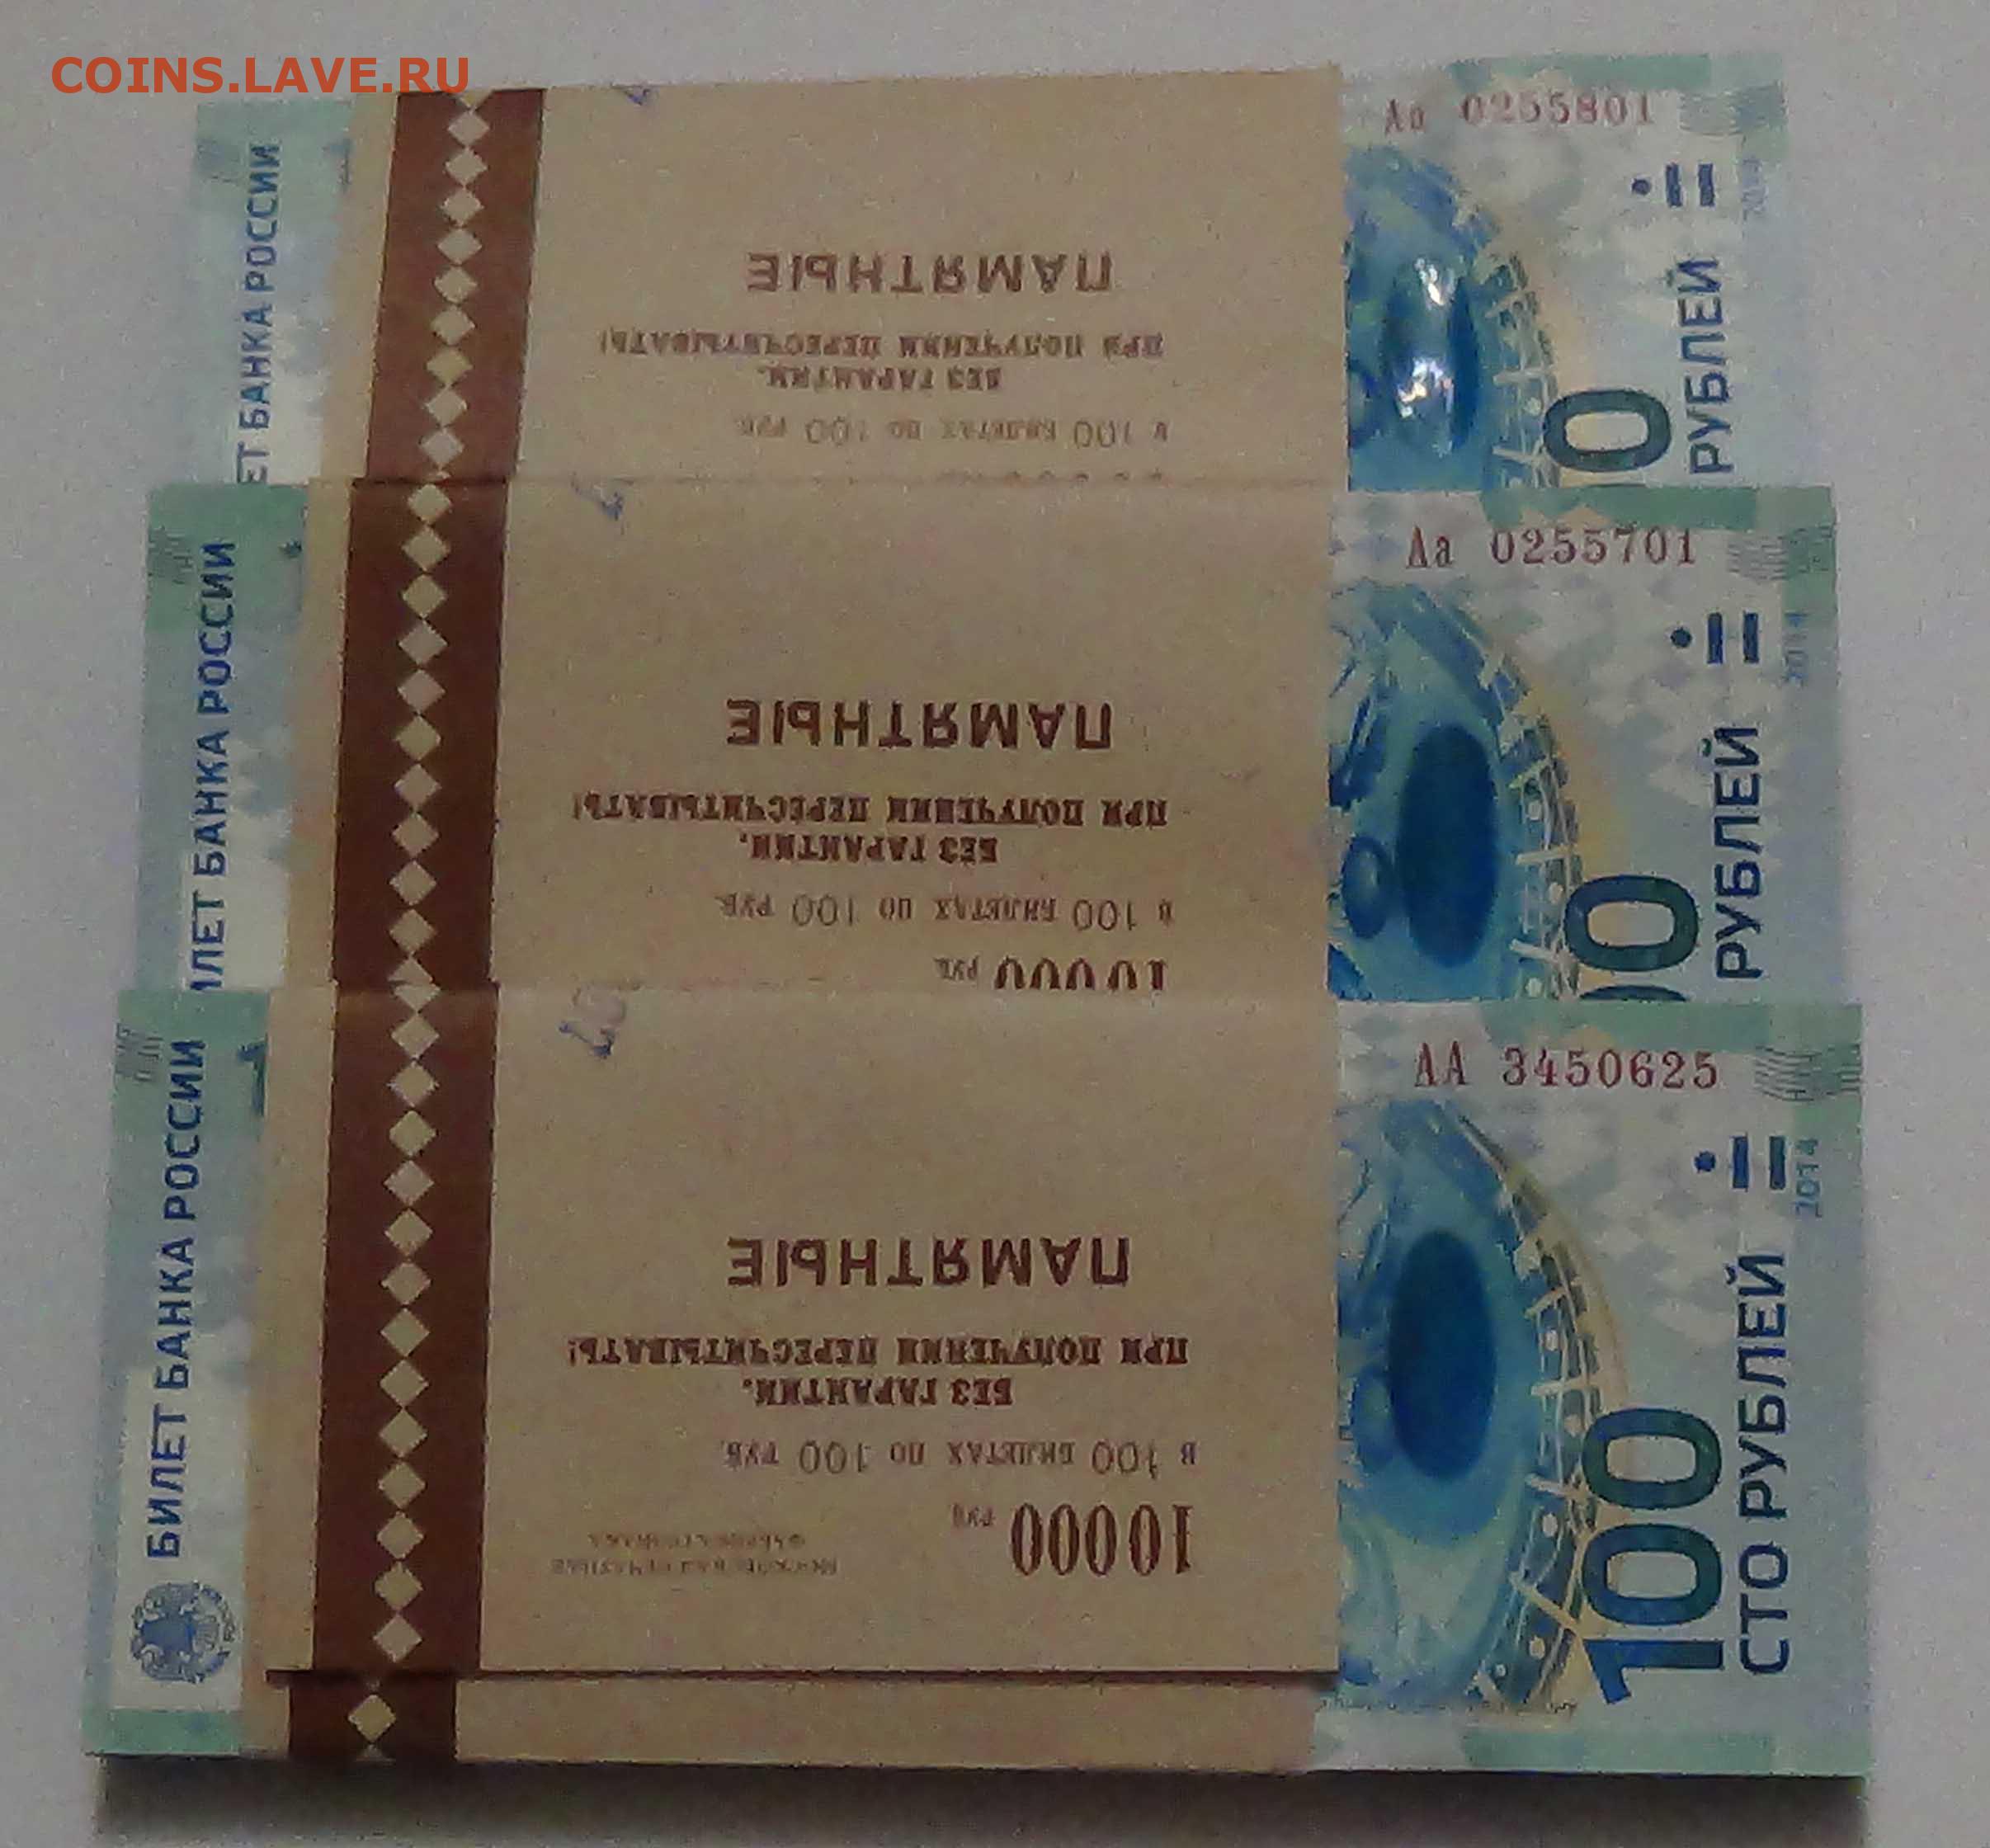 COINS.LAVE.RU
БИЛЕТ БАНКА РОССИИ
ПАМЯТНЫЕ
ПРИ ПОЛУЧЕНИИ ПЕРЕСЧИТЫВАТЬ!
БЕЗ ГАРАНТИИ.
в 100 БИЛЕТАХ ПО 100 РУБ.
Аа 0255801
0
РУБЛЕЙ
БАНКА РОССИИ
ПАМЯТНЫЕ
ПРИ ПОЛУЧЕНИИ ПЕРЕСЧИТЫВАТЬ!
БЕЗ ГАРАНТИИ.
в 100 БИЛЕТАХ ПО 100 РУБ.
10000 РУБ.
Аа 0255701
00
РУБЛЕЙ
2014
БАНКА РОССИИ
ПАМЯТНЫЕ
ПРИ ПОЛУЧЕНИИ ПЕРЕСЧИТЫВАТЬ!
БЕЗ ГАРАНТИИ.
в 100 БИЛЕТАХ ПО 100 РУБ.
10000 РУБ.
АА 3450625
100
СТО РУБЛЕЙ
2014